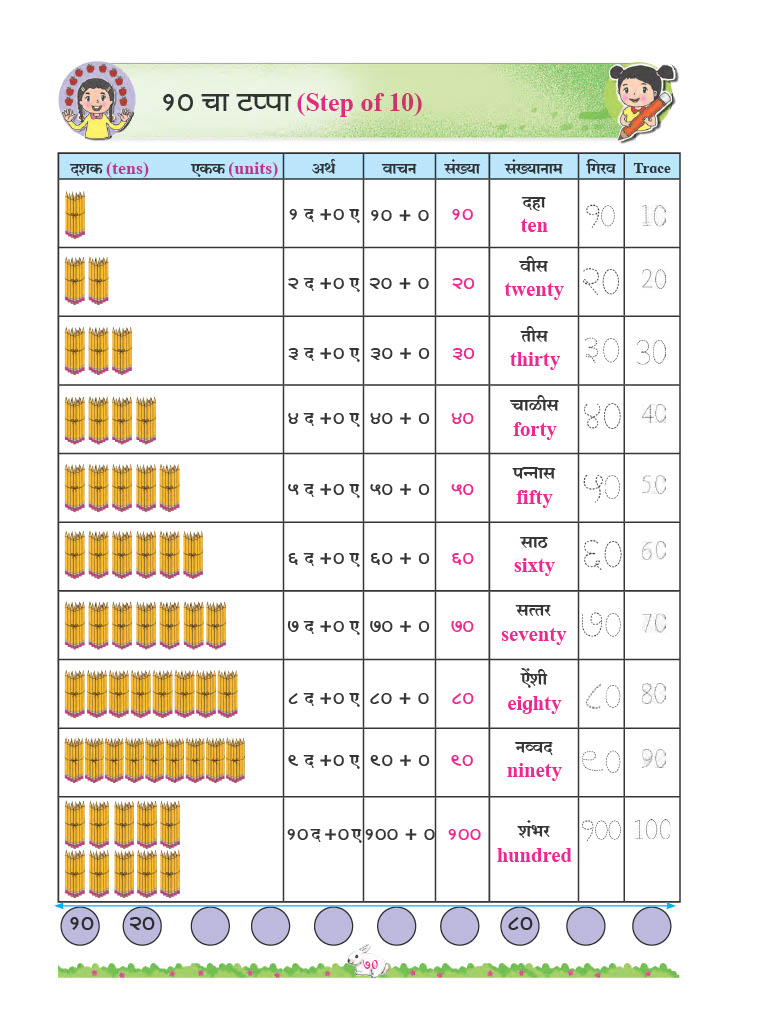 १० चा टप्पा (Step of 10)
दशक (tens) एकक (units) अर्थ वाचन संख्या संख्यानाम गिरव Trace
१ द +० ए १० + ० १० दहा ten १० 10
२ द +० ए २० + ० २० वीस twenty २० 20
३ द +० ए ३० + ० ३० तीस thirty ३० 30
४ द +० ए ४० + ० ४० चाळीस forty ४० 40
५ द +० ए ५० + ० ५० पन्नास fifty ५० 50
६ द +० ए ६० + ० ६० साठ sixty ६० 60
७ द +० ए ७० + ० ७० सत्तर seventy ७० 70
८ द +० ए ८० + ० ८० ऐंशी eighty ८० 80
९ द +० ए ९० + ० ९० नव्वद ninety ९० 90
१० द +० ए १०० + ० १०० शंभर hundred १०० 100
१० २० ८०
७०